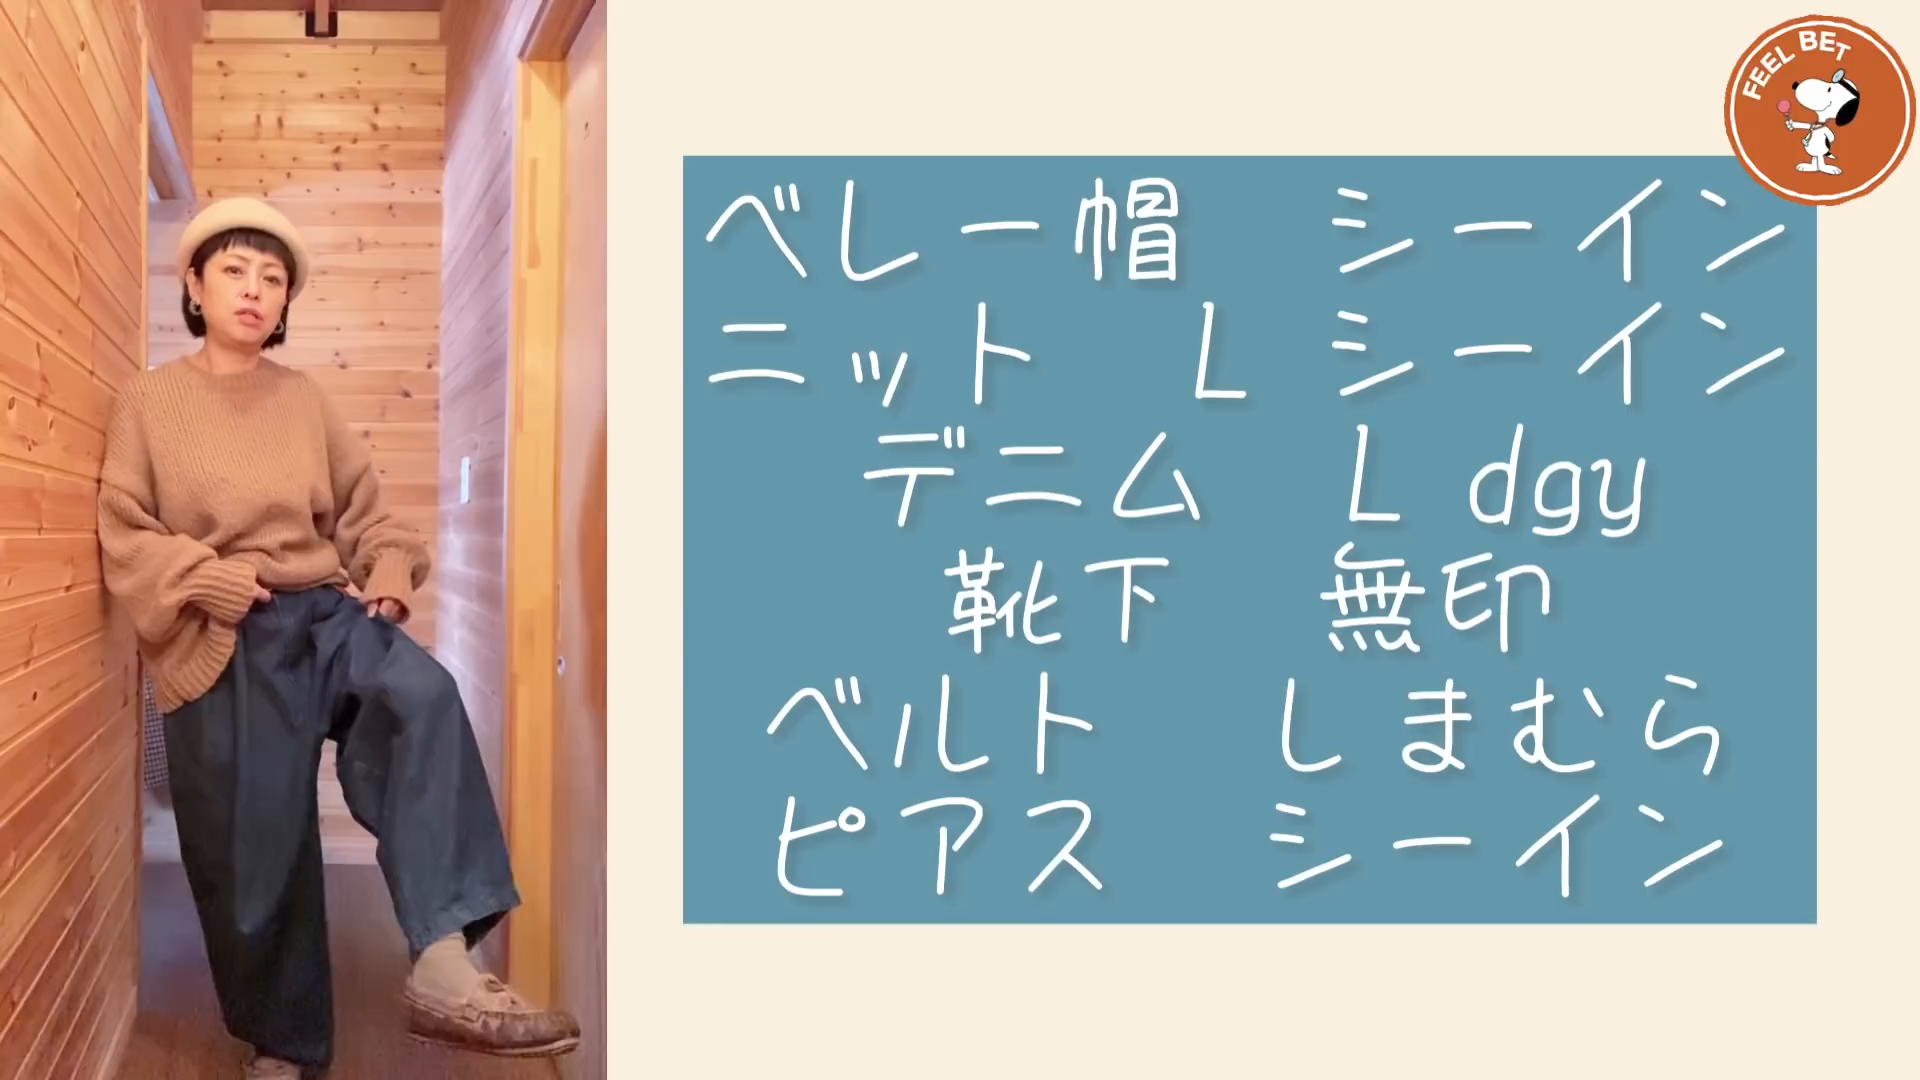 FEEL BET
ベレー帽 シーイン
ニット L シーイン
デニム L dgy
靴下 無印
ベルト しまむら
ピアス シーイン